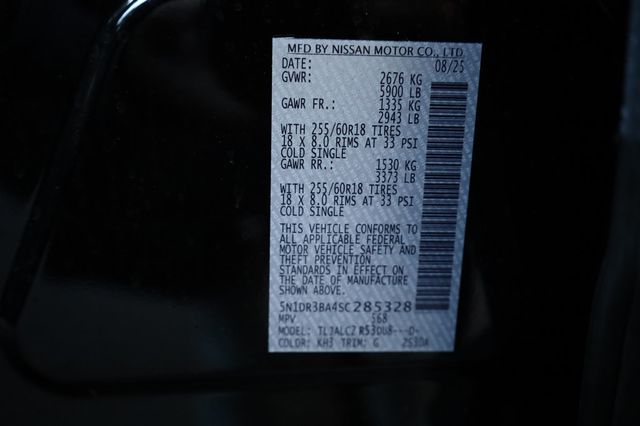 MFD BY NISSAN MOTOR CO., LTD
DATE: 08/25
GVWR: 2676 KG
5900 LB
GAWR FR.: 1335 KG
2943 LB
WITH 255/60R18 TIRES
18 X 8.0 RIMS AT 33 PSI
COLD SINGLE
GAWR RR.: 1530 KG
3373 LB
WITH 255/60R18 TIRES
18 X 8.0 RIMS AT 33 PSI
COLD SINGLE
THIS VEHICLE CONFORMS TO
ALL APPLICABLE FEDERAL
MOTOR VEHICLE SAFETY AND
THEFT PREVENTION
STANDARDS IN EFFECT ON
THE DATE OF MANUFACTURE
SHOWN ABOVE.
5N1DR3BA4SC285328
MPV 568
MODEL:
COLOR: KH3 TRIM: G